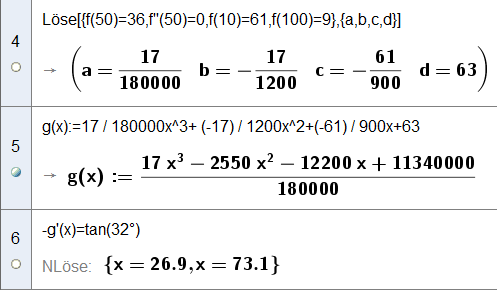 4
Löse[{f(50)=36,f''(50)=0,f(10)=61,f(100)=9},{a,b,c,d}]
→ (a = 17/180000 b = -17/1200 c = -61/900 d = 63)
5
g(x):=17 / 180000x^3+ (-17) / 1200x^2+(-61) / 900x+63
→ g(x) := (17 x³ − 2550 x² − 12200 x + 11340000)/180000
6
-g'(x)=tan(32°)
NLöse: {x = 26.9, x = 73.1}